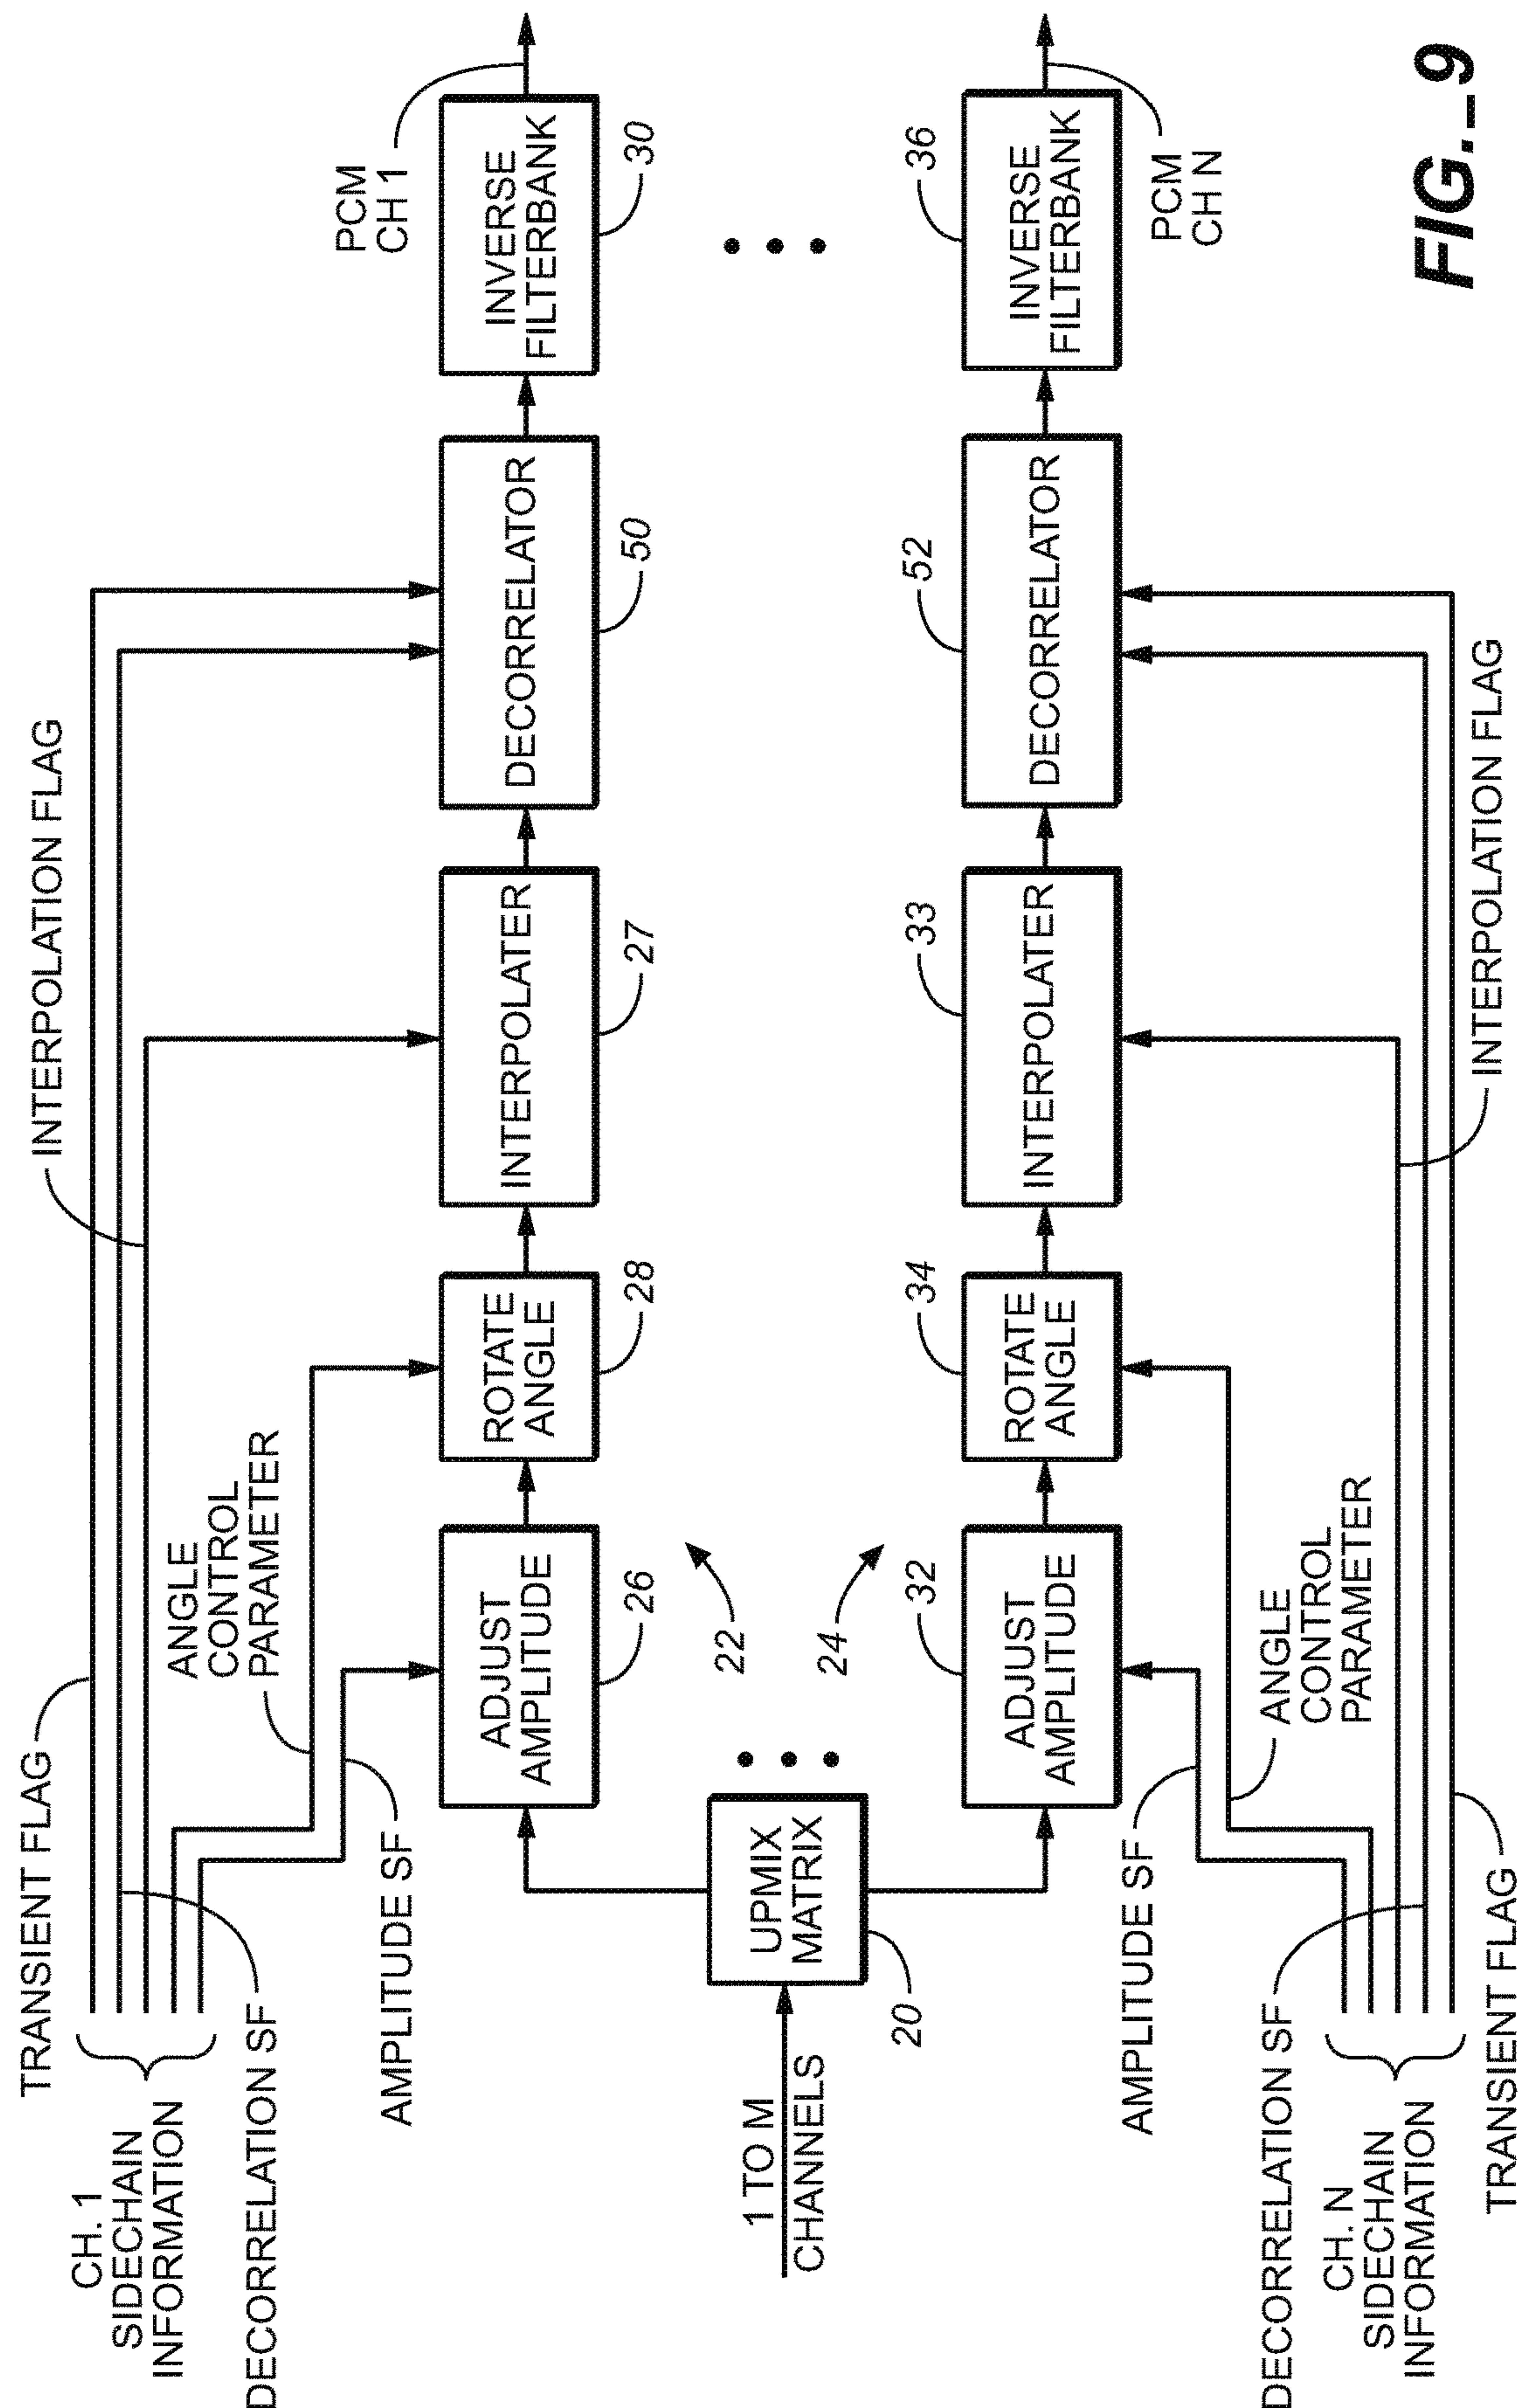 TRANSIENT FLAG
INTERPOLATION FLAG
CH. 1
SIDECHAIN
INFORMATION
ANGLE
CONTROL
PARAMETER
DECORRELATION SF
AMPLITUDE SF
PCM
CH 1
ADJUST
AMPLITUDE
26
ROTATE
ANGLE
28
INTERPOLATER
27
DECORRELATOR
50
INVERSE
FILTERBANK
30
1 TO M
CHANNELS
UPMIX
MATRIX
20
22
24
32
ADJUST
AMPLITUDE
34
ROTATE
ANGLE
33
INTERPOLATER
52
DECORRELATOR
36
INVERSE
FILTERBANK
AMPLITUDE SF
PCM
CH N
DECORRELATION SF
ANGLE
CONTROL
PARAMETER
CH. N
SIDECHAIN
INFORMATION
TRANSIENT FLAG
INTERPOLATION FLAG
FIG._9